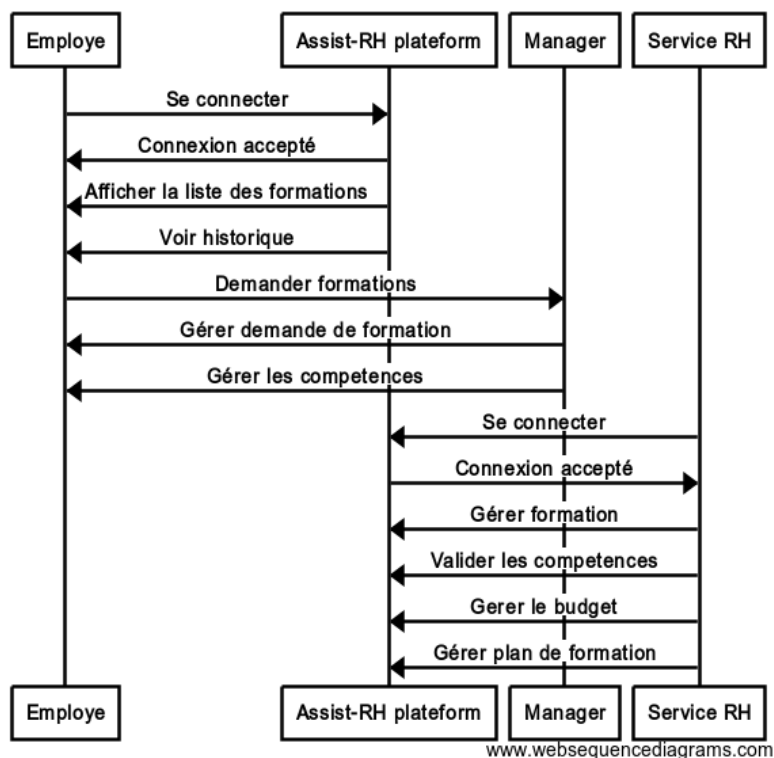 Employe
Assist-RH plateform
Manager
Service RH
Se connecter
Connexion accepté
Afficher la liste des formations
Voir historique
Demander formations
Gérer demande de formation
Gérer les competences
Se connecter
Connexion accepté
Gérer formation
Valider les competences
Gerer le budget
Gérer plan de formation
Employe
Assist-RH plateform
Manager
Service RH
www.websequencediagrams.com